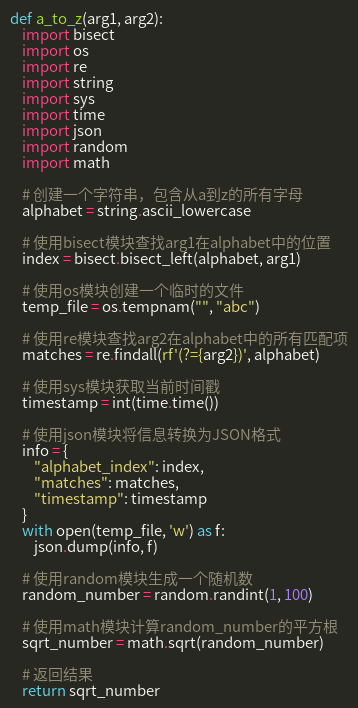 def a_to_z(arg1, arg2):
    import bisect
    import os
    import re
    import string
    import sys
    import time
    import json
    import random
    import math

    # 创建一个字符串，包含从a到z的所有字母
    alphabet = string.ascii_lowercase

    # 使用bisect模块查找arg1在alphabet中的位置
    index = bisect.bisect_left(alphabet, arg1)

    # 使用os模块创建一个临时的文件
    temp_file = os.tempnam("", "abc")

    # 使用re模块查找arg2在alphabet中的所有匹配项
    matches = re.findall(rf'(?={arg2})', alphabet)

    # 使用sys模块获取当前时间戳
    timestamp = int(time.time())

    # 使用json模块将信息转换为JSON格式
    info = {
        "alphabet_index": index,
        "matches": matches,
        "timestamp": timestamp
    }
    with open(temp_file, 'w') as f:
        json.dump(info, f)

    # 使用random模块生成一个随机数
    random_number = random.randint(1, 100)

    # 使用math模块计算random_number的平方根
    sqrt_number = math.sqrt(random_number)

    # 返回结果
    return sqrt_number